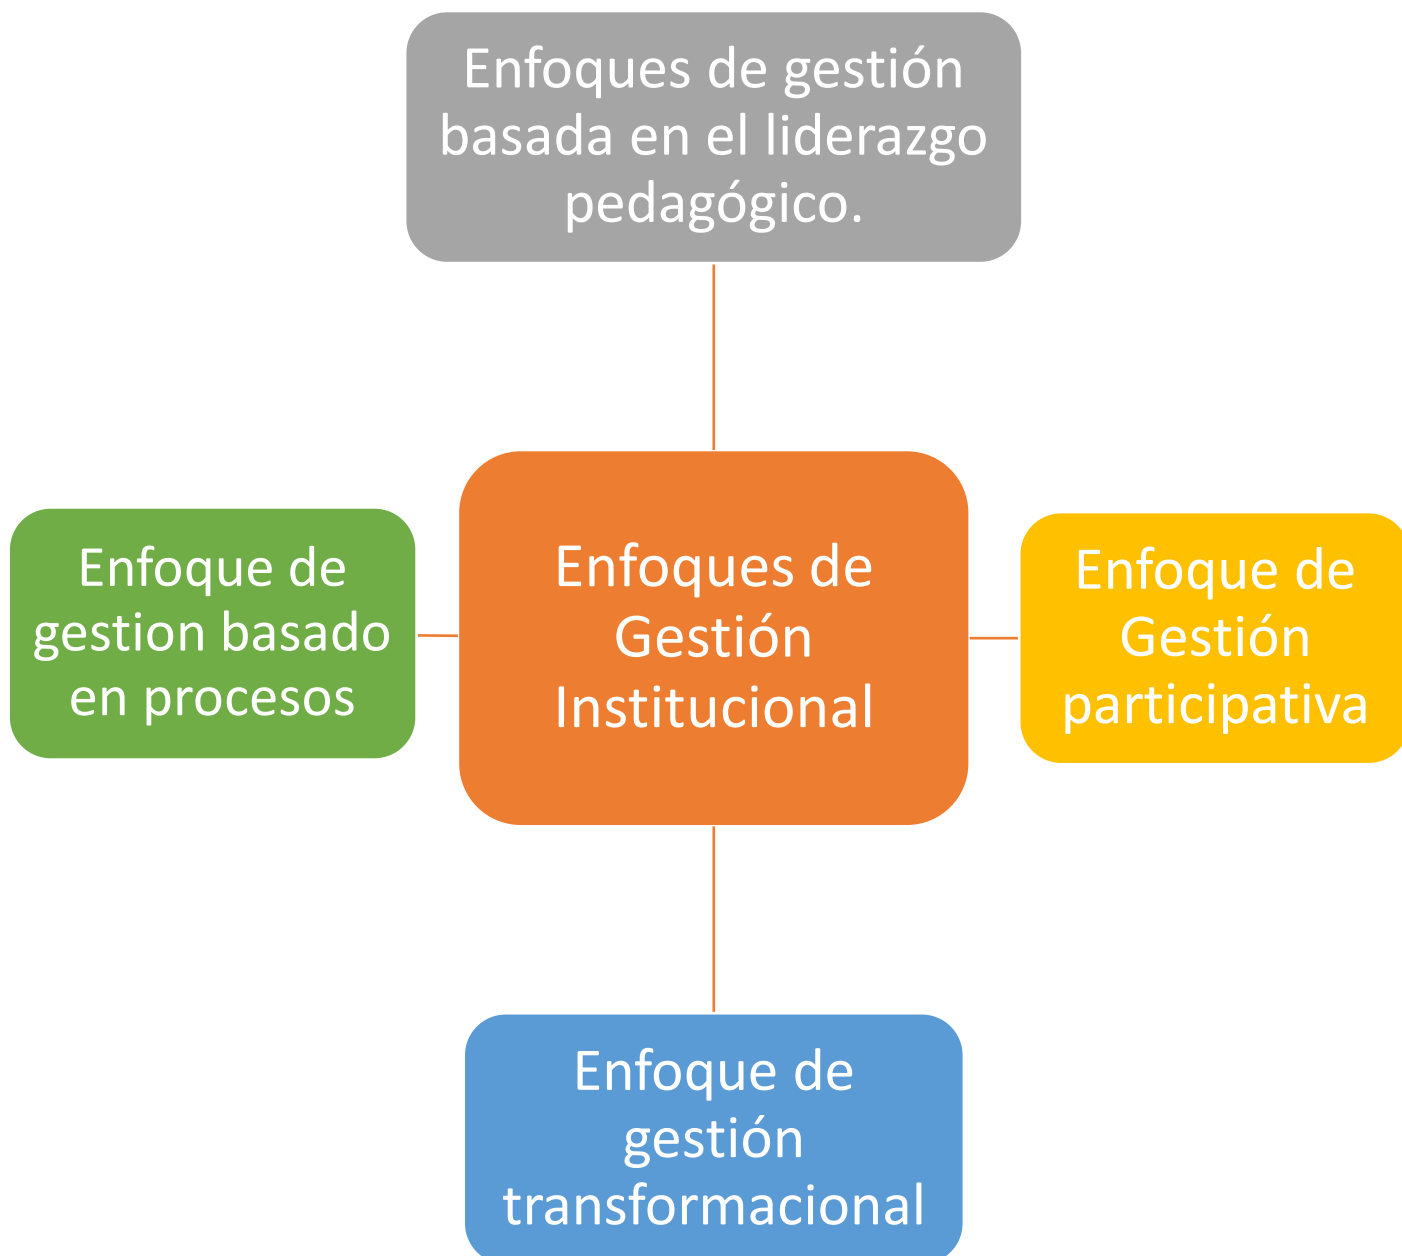 Enfoques de gestión
basada en el liderazgo
pedagógico.
Enfoque de
gestion basado
en procesos
Enfoques de
Gestión
Institucional
Enfoque de
Gestión
participativa
Enfoque de
gestión
transformacional